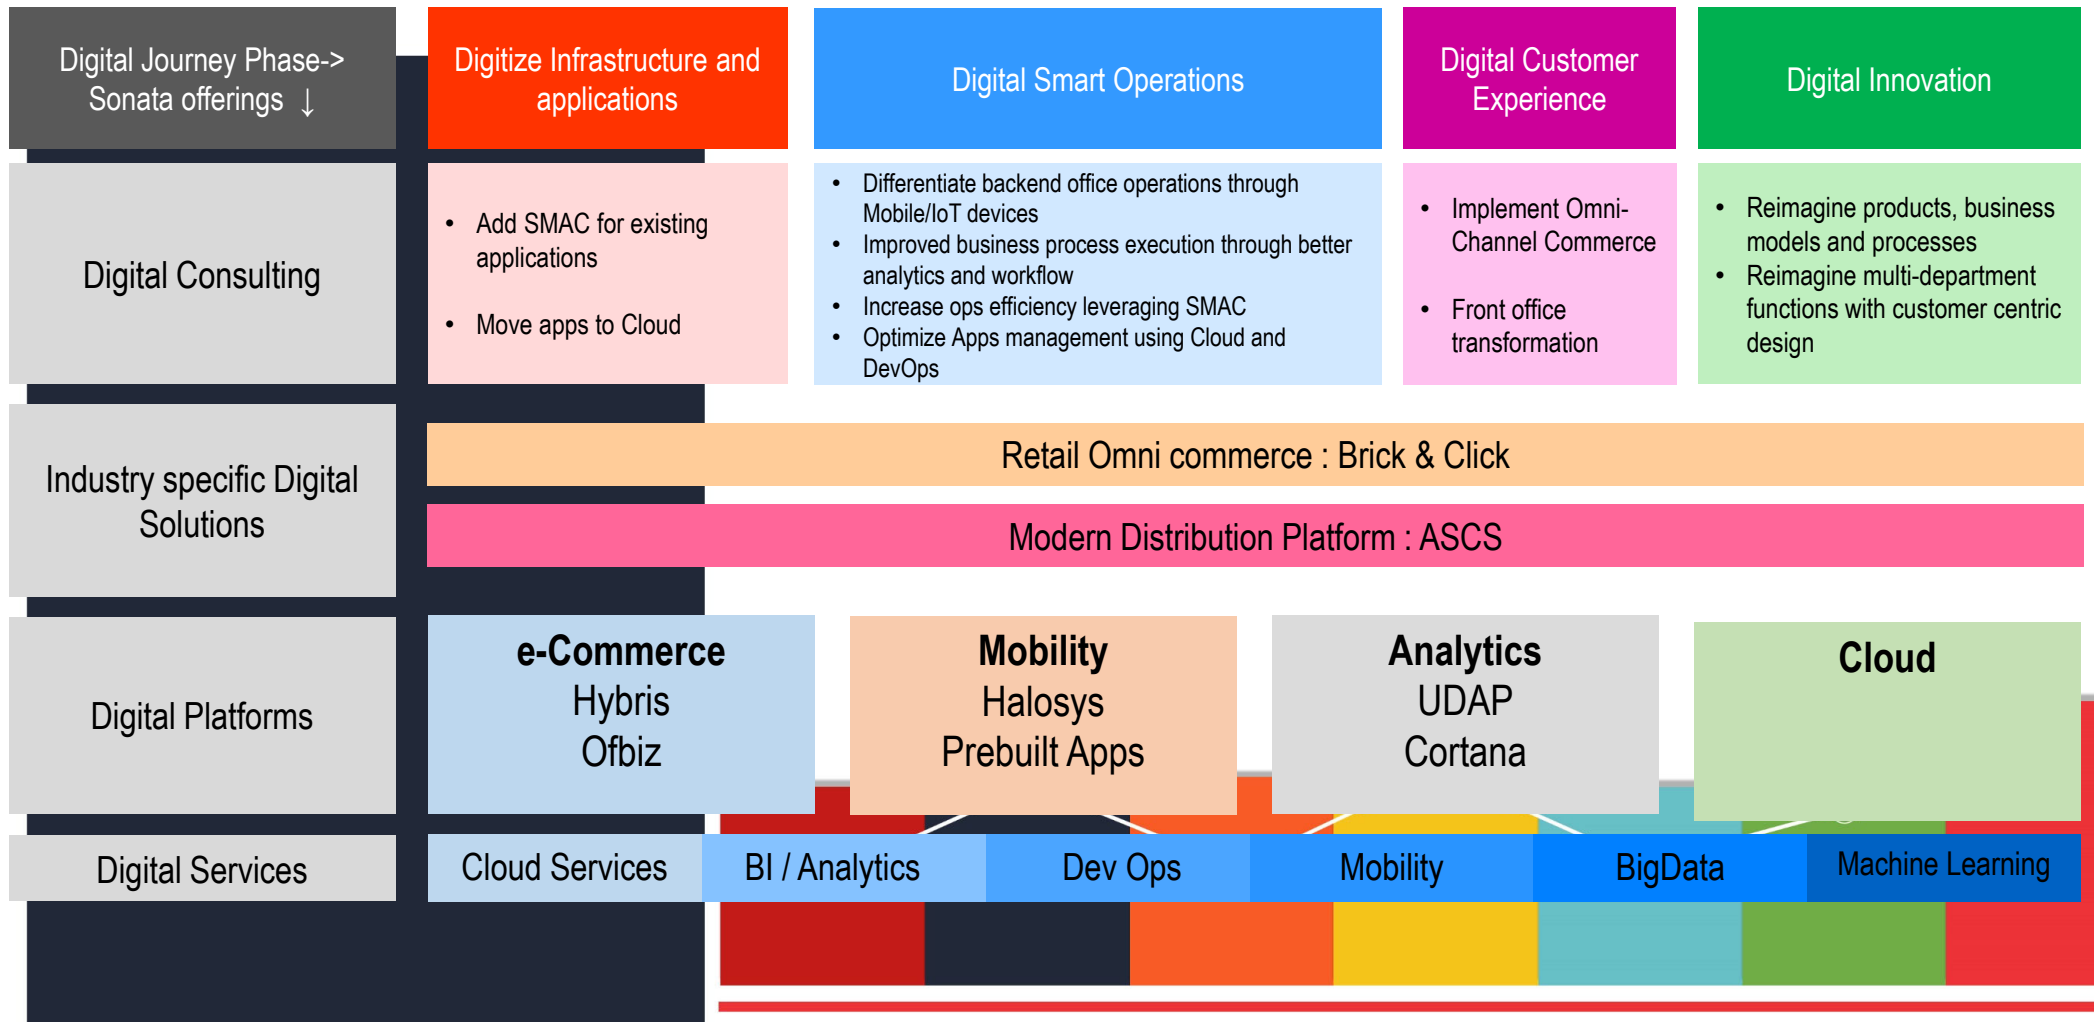 Digital Journey Phase->
Sonata offerings ↓
Digitize Infrastructure and
applications
Digital Smart Operations
Digital Customer
Experience
Digital Innovation
Digital Consulting
• Add SMAC for existing
applications
• Move apps to Cloud
• Differentiate backend office operations through
Mobile/IoT devices
• Improved business process execution through better
analytics and workflow
• Increase ops efficiency leveraging SMAC
• Optimize Apps management using Cloud and
DevOps
• Implement Omni-
Channel Commerce
• Front office
transformation
• Reimagine products, business
models and processes
• Reimagine multi-department
functions with customer centric
design
Industry specific Digital
Solutions
Retail Omni commerce : Brick & Click
Modern Distribution Platform : ASCS
Digital Platforms
e-Commerce
Hybris
Ofbiz
Mobility
Halosys
Prebuilt Apps
Analytics
UDAP
Cortana
Cloud
Digital Services
Cloud Services
BI / Analytics
Dev Ops
Mobility
BigData
Machine Learning